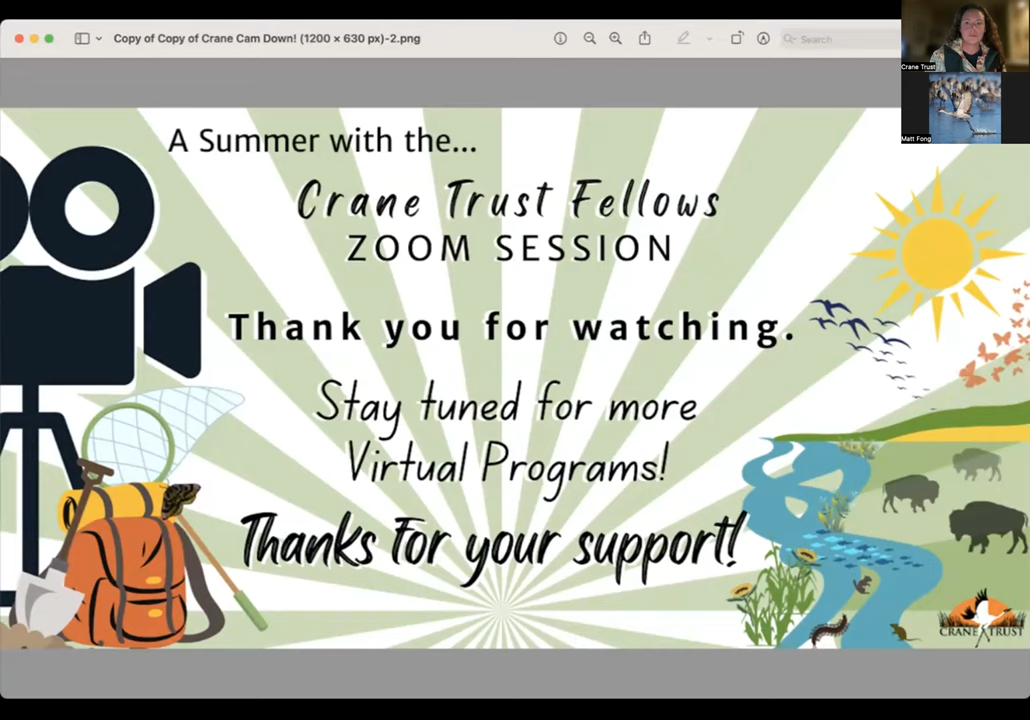 Copy of Copy of Crane Cam Down! (1200 × 630 px)-2.png
Search
Crane Trust
Matt Fong
A Summer with the...
Crane Trust Fellows
ZOOM SESSION
Thank you for watching.
Stay tuned for more
Virtual Programs!
Thanks for your support!
CRANE TRUST